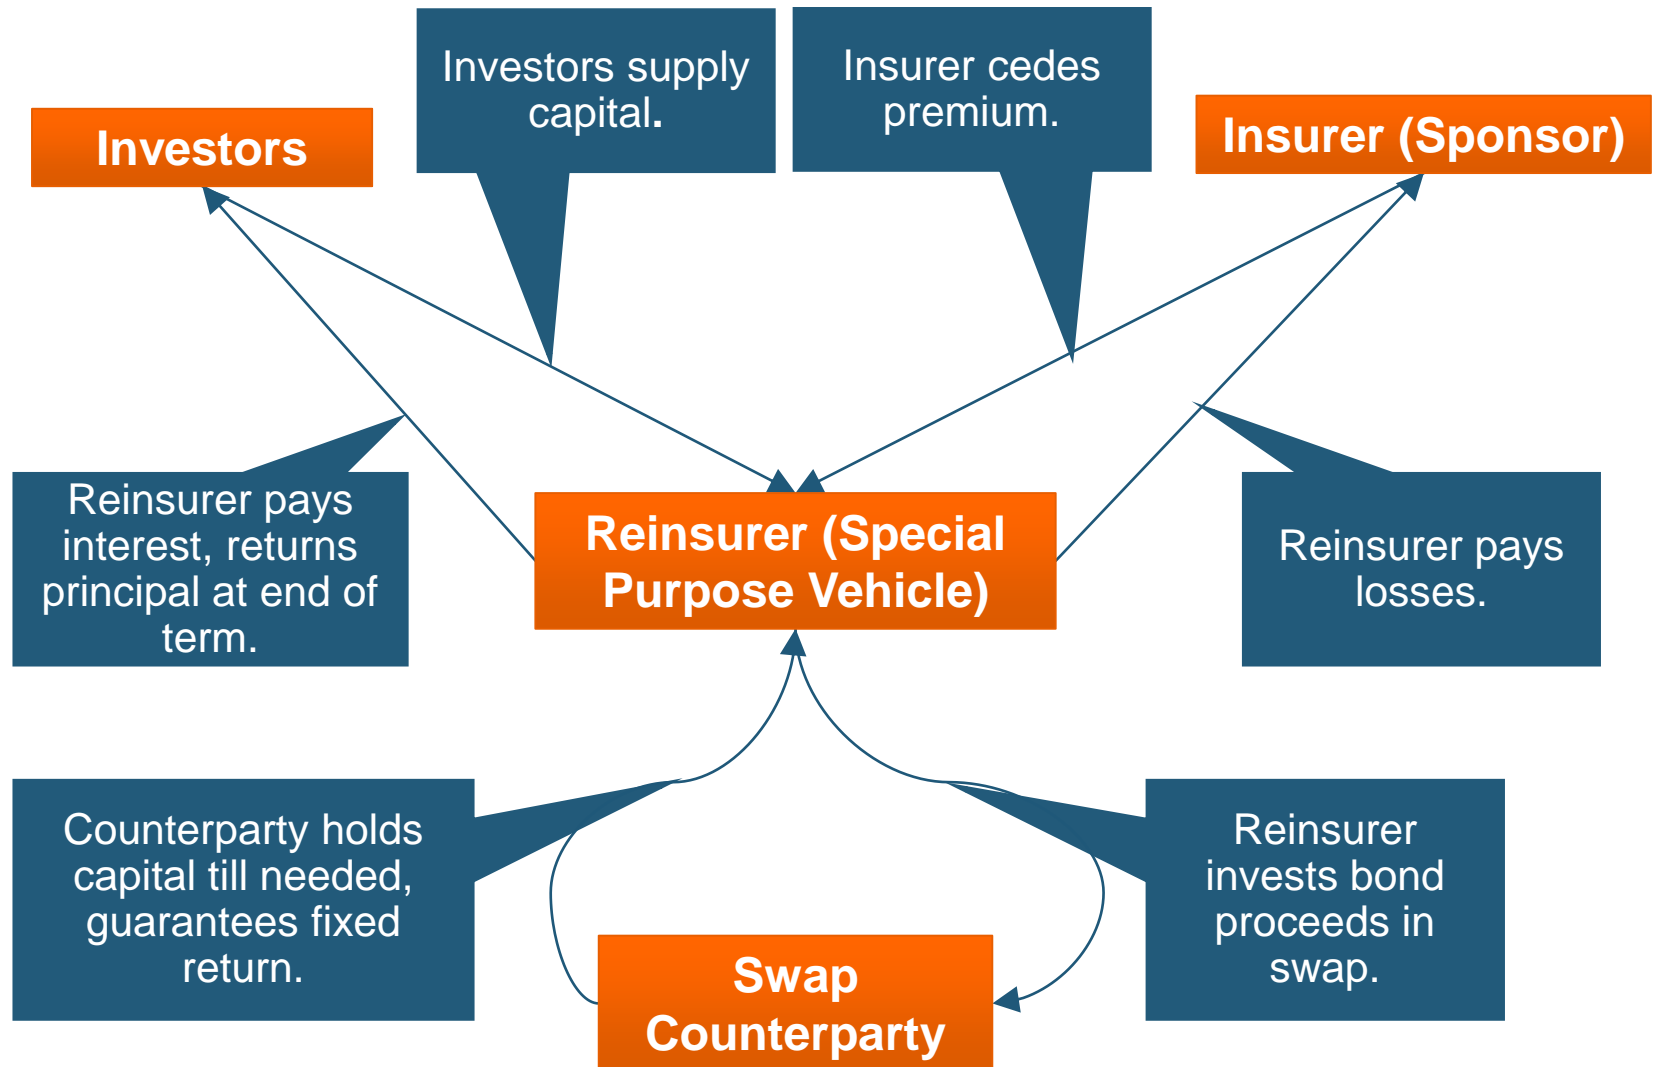 Investors supply
capital.
Insurer cedes
premium.
Investors
Insurer (Sponsor)
Reinsurer pays
interest, returns
principal at end of
term.
Reinsurer (Special
Purpose Vehicle)
Reinsurer pays
losses.
Counterparty holds
capital till needed,
guarantees fixed
return.
Reinsurer
invests bond
proceeds in
swap.
Swap
Counterparty